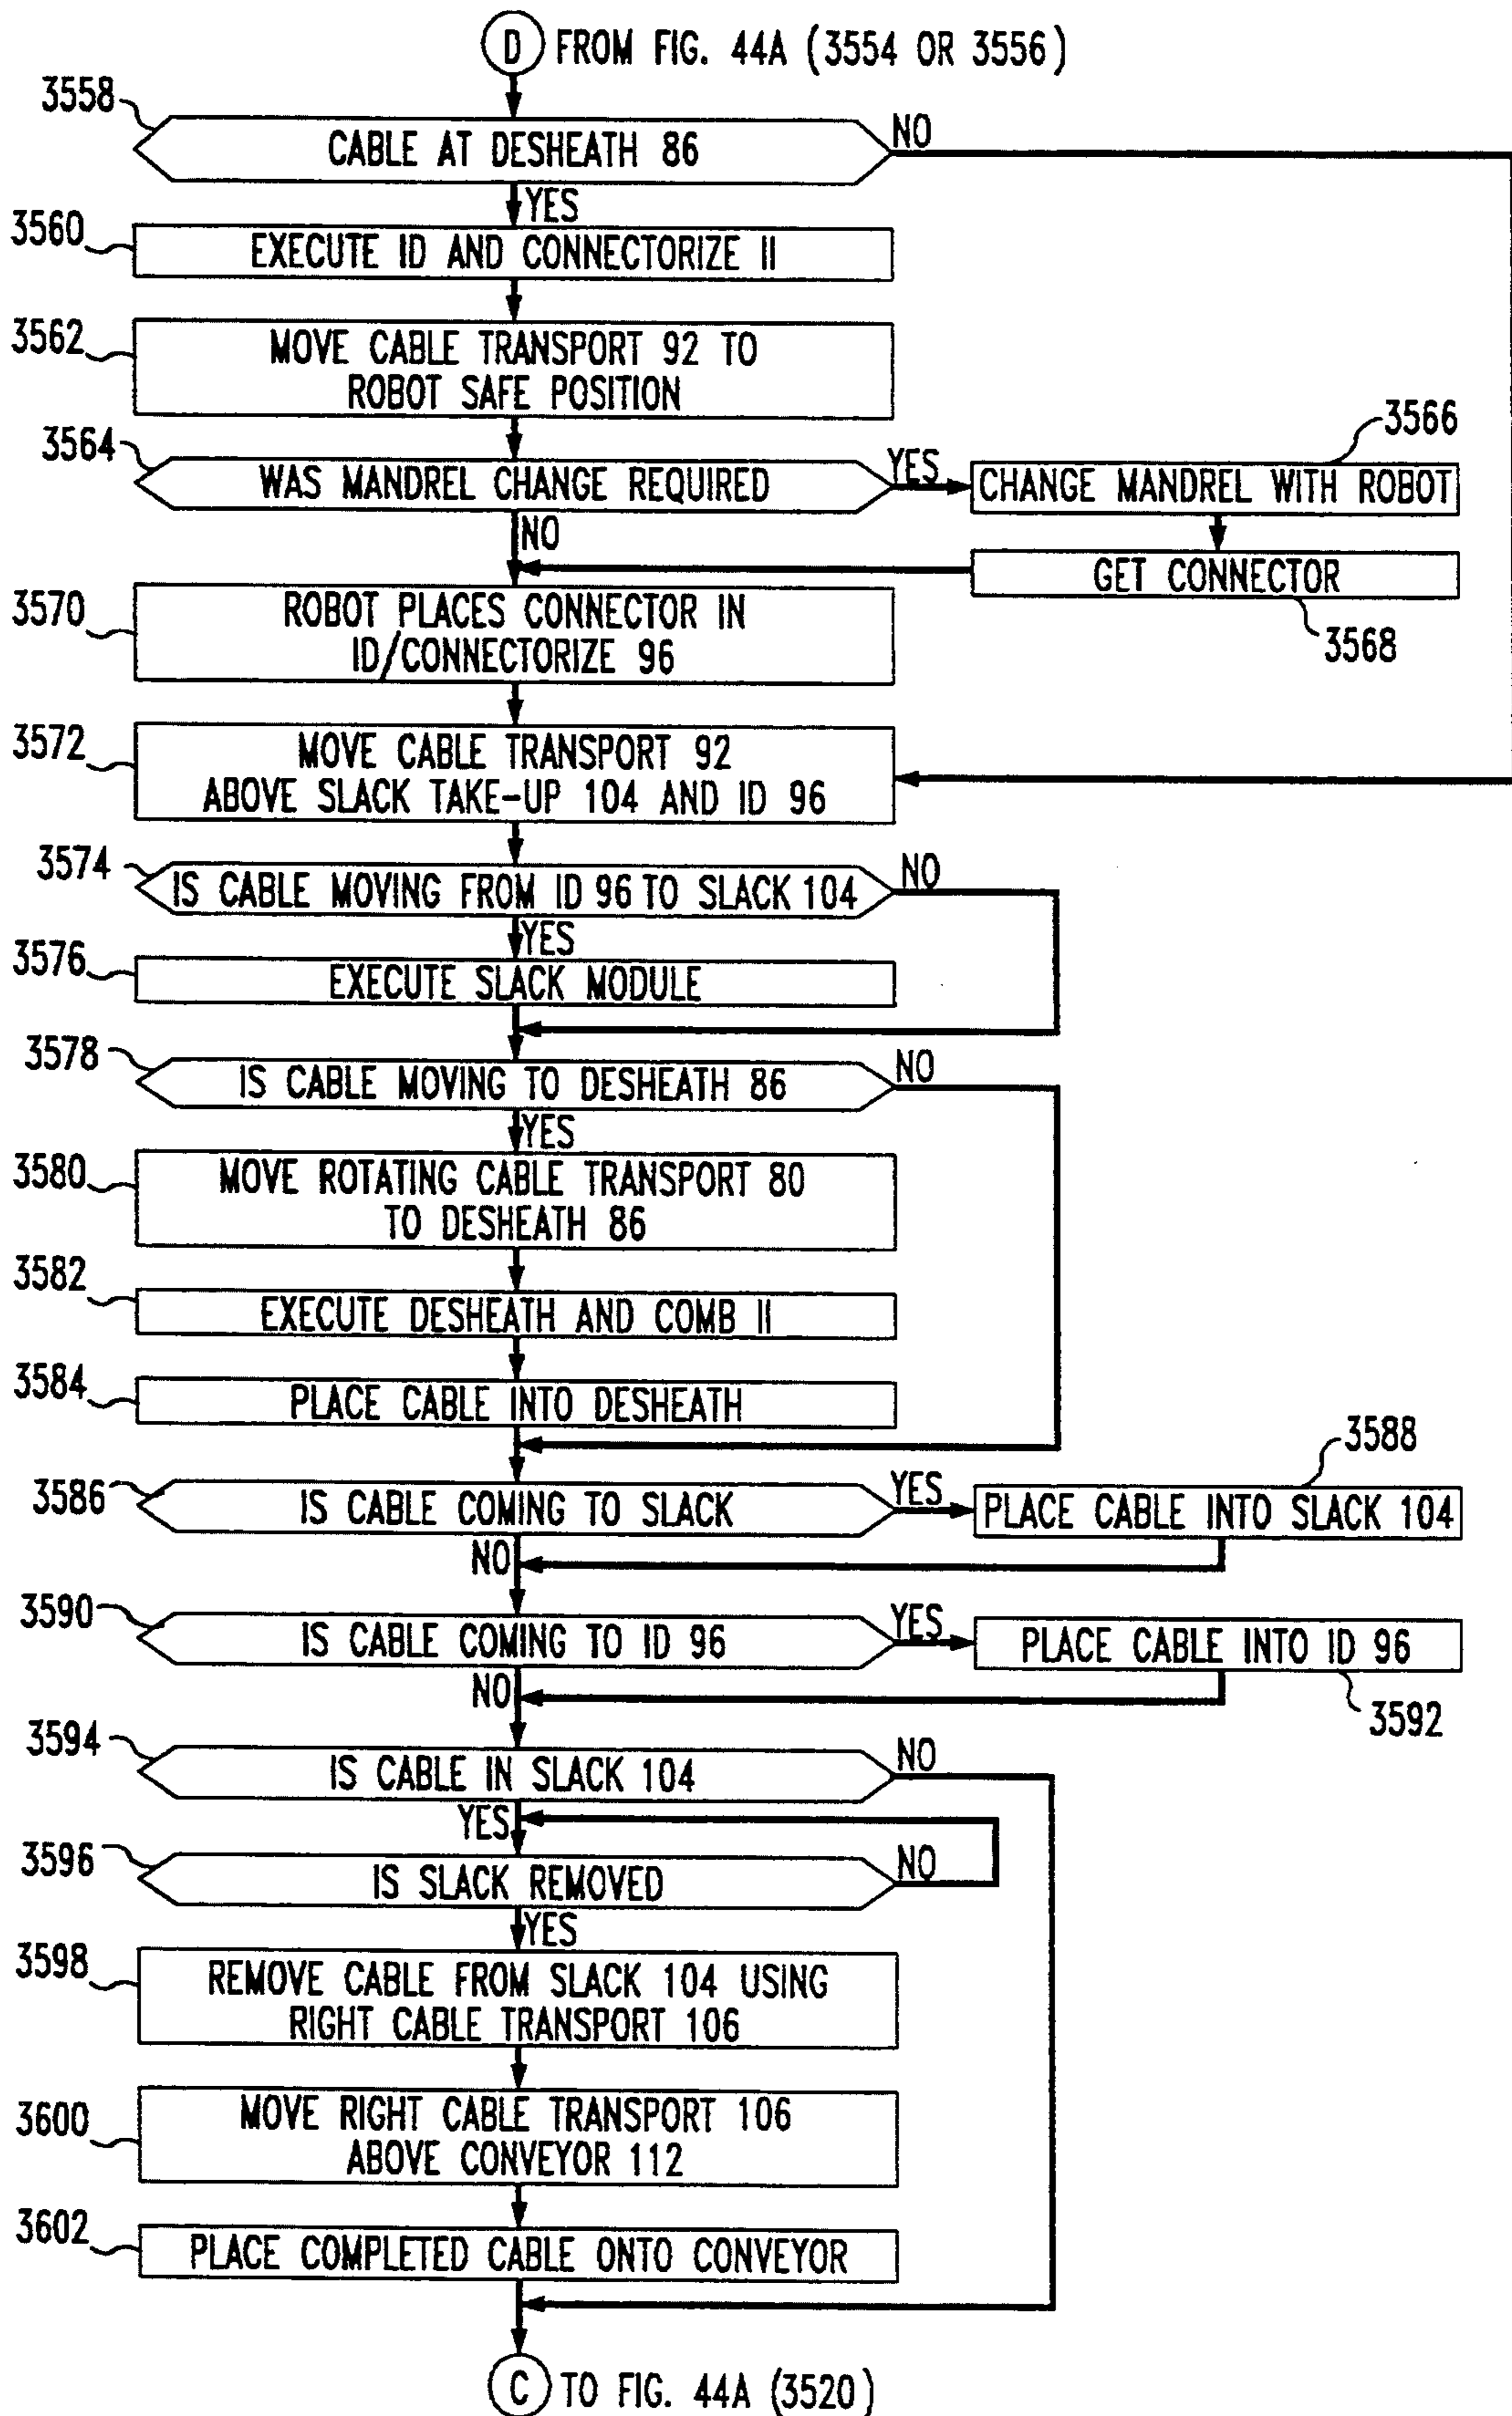 D FROM FIG. 44A (3554 OR 3556)
3558
CABLE AT DESHEATH 86
NO
YES
3560
EXECUTE ID AND CONNECTORIZE II
3562
MOVE CABLE TRANSPORT 92 TO
ROBOT SAFE POSITION
3564
WAS MANDREL CHANGE REQUIRED
YES
3566
CHANGE MANDREL WITH ROBOT
NO
GET CONNECTOR
3568
3570
ROBOT PLACES CONNECTOR IN
ID/CONNECTORIZE 96
3572
MOVE CABLE TRANSPORT 92
ABOVE SLACK TAKE-UP 104 AND ID 96
3574
IS CABLE MOVING FROM ID 96 TO SLACK 104
NO
YES
3576
EXECUTE SLACK MODULE
3578
IS CABLE MOVING TO DESHEATH 86
NO
YES
3580
MOVE ROTATING CABLE TRANSPORT 80
TO DESHEATH 86
3582
EXECUTE DESHEATH AND COMB II
3584
PLACE CABLE INTO DESHEATH
3586
IS CABLE COMING TO SLACK
YES
3588
PLACE CABLE INTO SLACK 104
NO
3590
IS CABLE COMING TO ID 96
YES
PLACE CABLE INTO ID 96
3592
NO
3594
IS CABLE IN SLACK 104
NO
YES
3596
IS SLACK REMOVED
NO
YES
3598
REMOVE CABLE FROM SLACK 104 USING
RIGHT CABLE TRANSPORT 106
3600
MOVE RIGHT CABLE TRANSPORT 106
ABOVE CONVEYOR 112
3602
PLACE COMPLETED CABLE ONTO CONVEYOR
C TO FIG. 44A (3520)